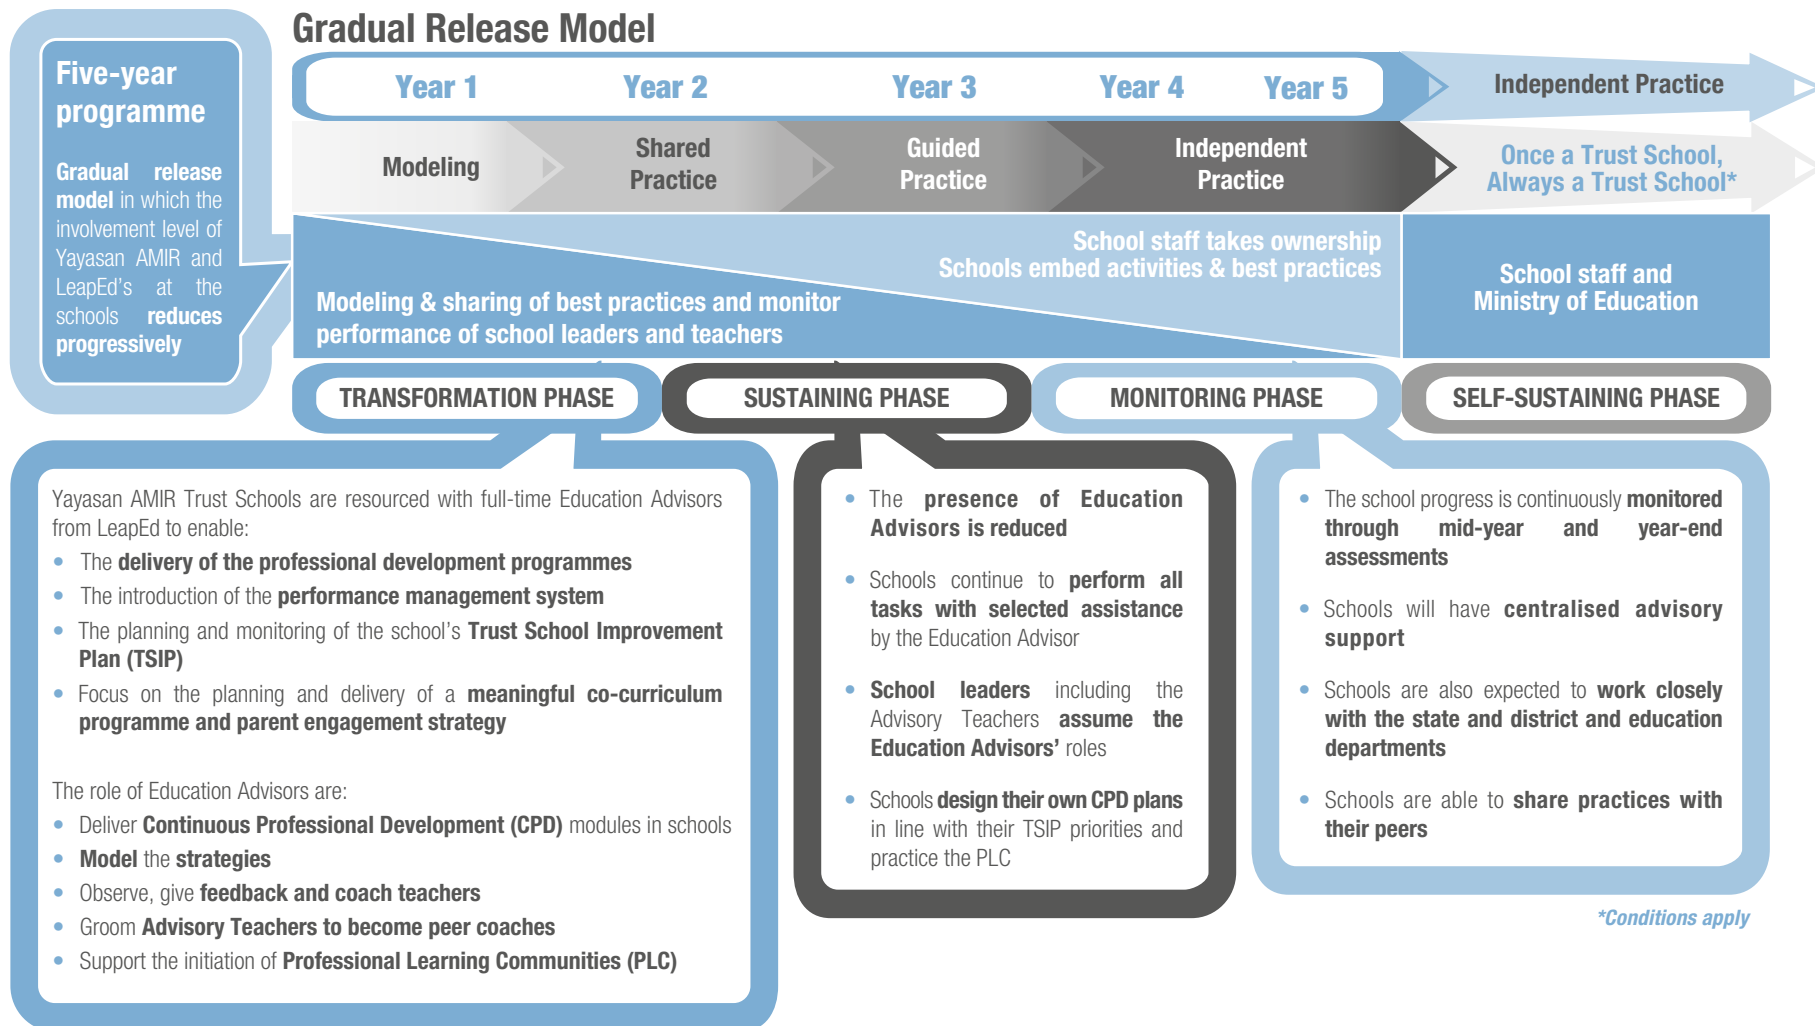 Gradual Release Model
Five-year
programme
Gradual release
model in which the
involvement level of
Yayasan AMIR and
LeapEd's at the
schools reduces
progressively
Year 1
Year 2
Year 3
Year 4
Year 5
Independent Practice
Modeling
Shared
Practice
Guided
Practice
Independent
Practice
Once a Trust School,
Always a Trust School*
School staff takes ownership
Schools embed activities & best practices
Modeling & sharing of best practices and monitor
performance of school leaders and teachers
School staff and
Ministry of Education
TRANSFORMATION PHASE
SUSTAINING PHASE
MONITORING PHASE
SELF-SUSTAINING PHASE
Yayasan AMIR Trust Schools are resourced with full-time Education Advisors
from LeapEd to enable:
• The delivery of the professional development programmes
• The introduction of the performance management system
• The planning and monitoring of the school's Trust School Improvement
Plan (TSIP)
• Focus on the planning and delivery of a meaningful co-curriculum
programme and parent engagement strategy
The role of Education Advisors are:
• Deliver Continuous Professional Development (CPD) modules in schools
• Model the strategies
• Observe, give feedback and coach teachers
• Groom Advisory Teachers to become peer coaches
• Support the initiation of Professional Learning Communities (PLC)
• The presence of Education
Advisors is reduced
• Schools continue to perform all
tasks with selected assistance
by the Education Advisor
• School leaders including the
Advisory Teachers assume the
Education Advisors' roles
• Schools design their own CPD plans
in line with their TSIP priorities and
practice the PLC
• The school progress is continuously monitored
through mid-year and year-end
assessments
• Schools will have centralised advisory
support
• Schools are also expected to work closely
with the state and district and education
departments
• Schools are able to share practices with
their peers
*Conditions apply